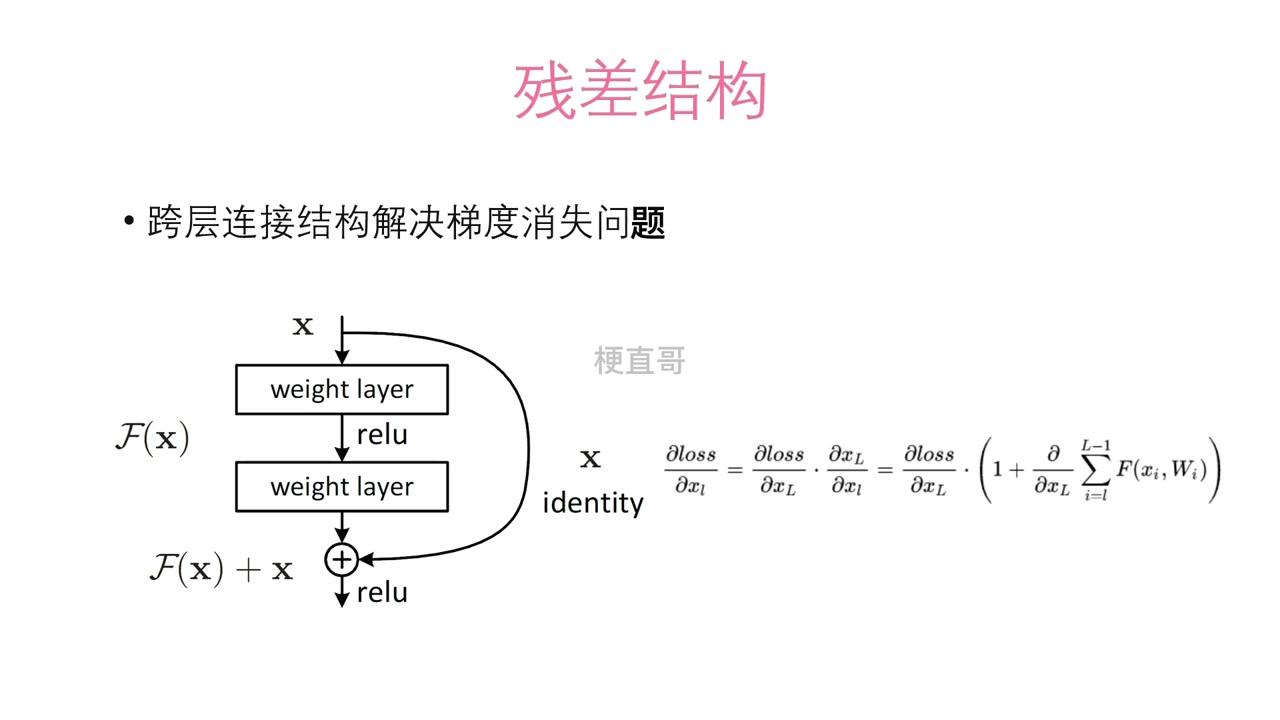 残差结构
• 跨层连接结构解决梯度消失问题
x
weight layer
relu
F(x)
weight layer
x
identity
F(x) + x
relu
梗直哥
∂loss/∂x_l = ∂loss/∂x_L · ∂x_L/∂x_l = ∂loss/∂x_L · (1 + ∂/∂x_L ∑_{i=l}^{L−1} F(x_i, W_i))